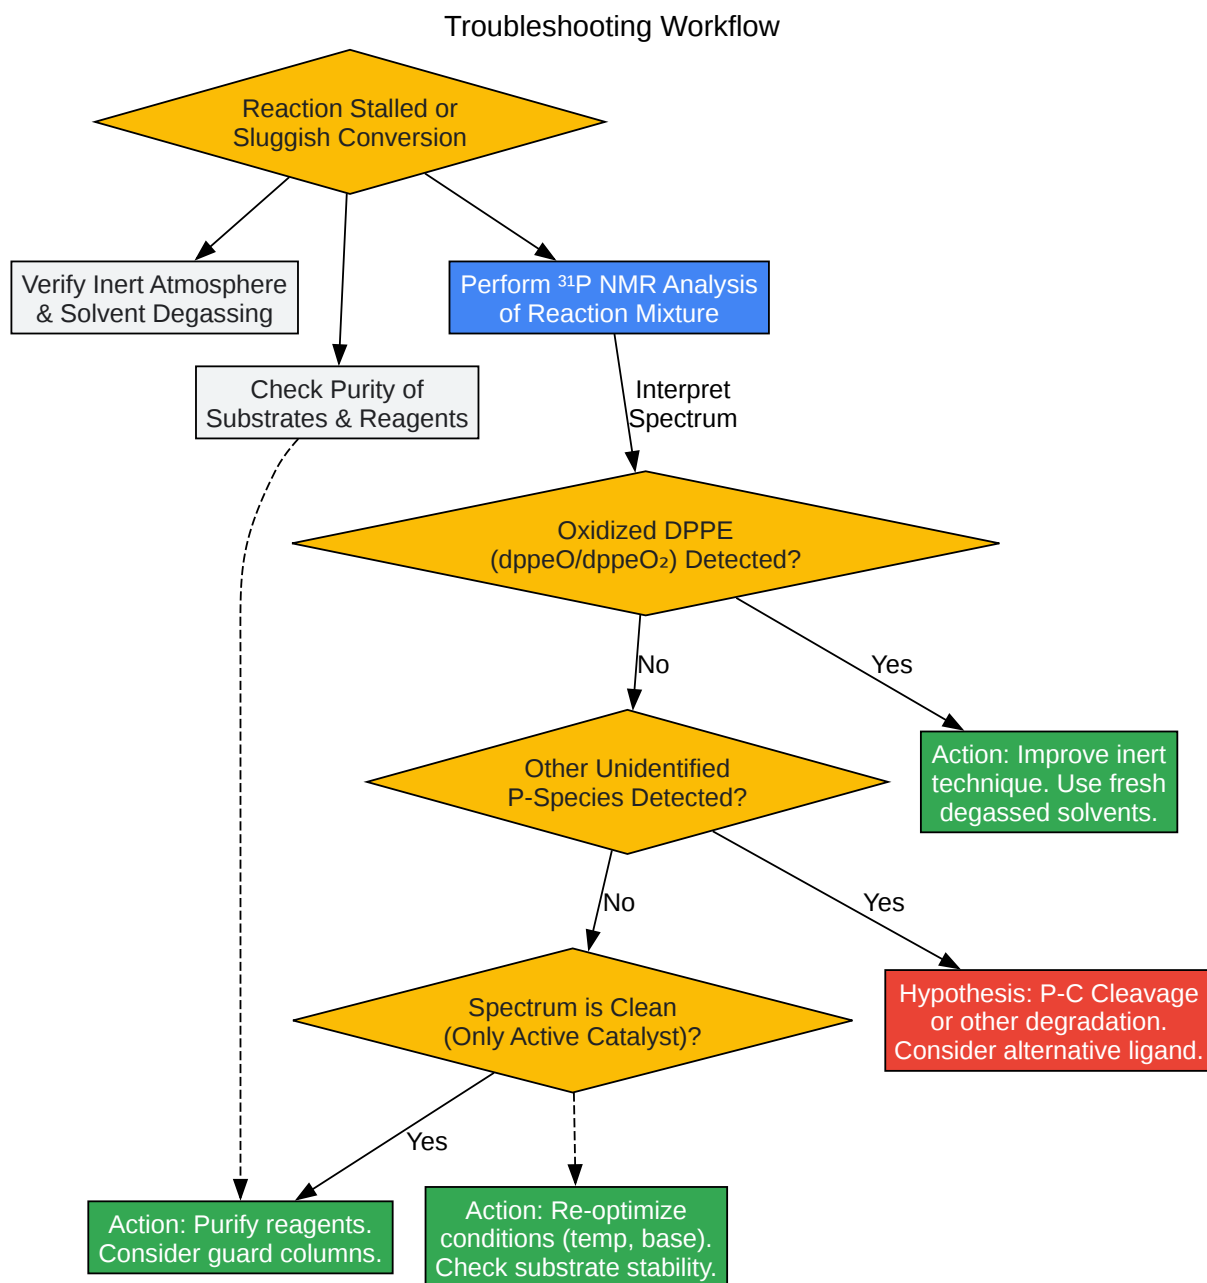 Troubleshooting Workflow
Reaction Stalled or
Sluggish Conversion
Verify Inert Atmosphere
& Solvent Degassing
Perform ³¹P NMR Analysis
of Reaction Mixture
Check Purity of
Substrates & Reagents
Interpret
Spectrum
Oxidized DPPE
(dppeO/dppeO₂) Detected?
No
Yes
Other Unidentified
P-Species Detected?
Action: Improve inert
technique. Use fresh
degassed solvents.
No
Yes
Spectrum is Clean
(Only Active Catalyst)?
Hypothesis: P-C Cleavage
or other degradation.
Consider alternative ligand.
Yes
Action: Purify reagents.
Consider guard columns.
Action: Re-optimize
conditions (temp, base).
Check substrate stability.